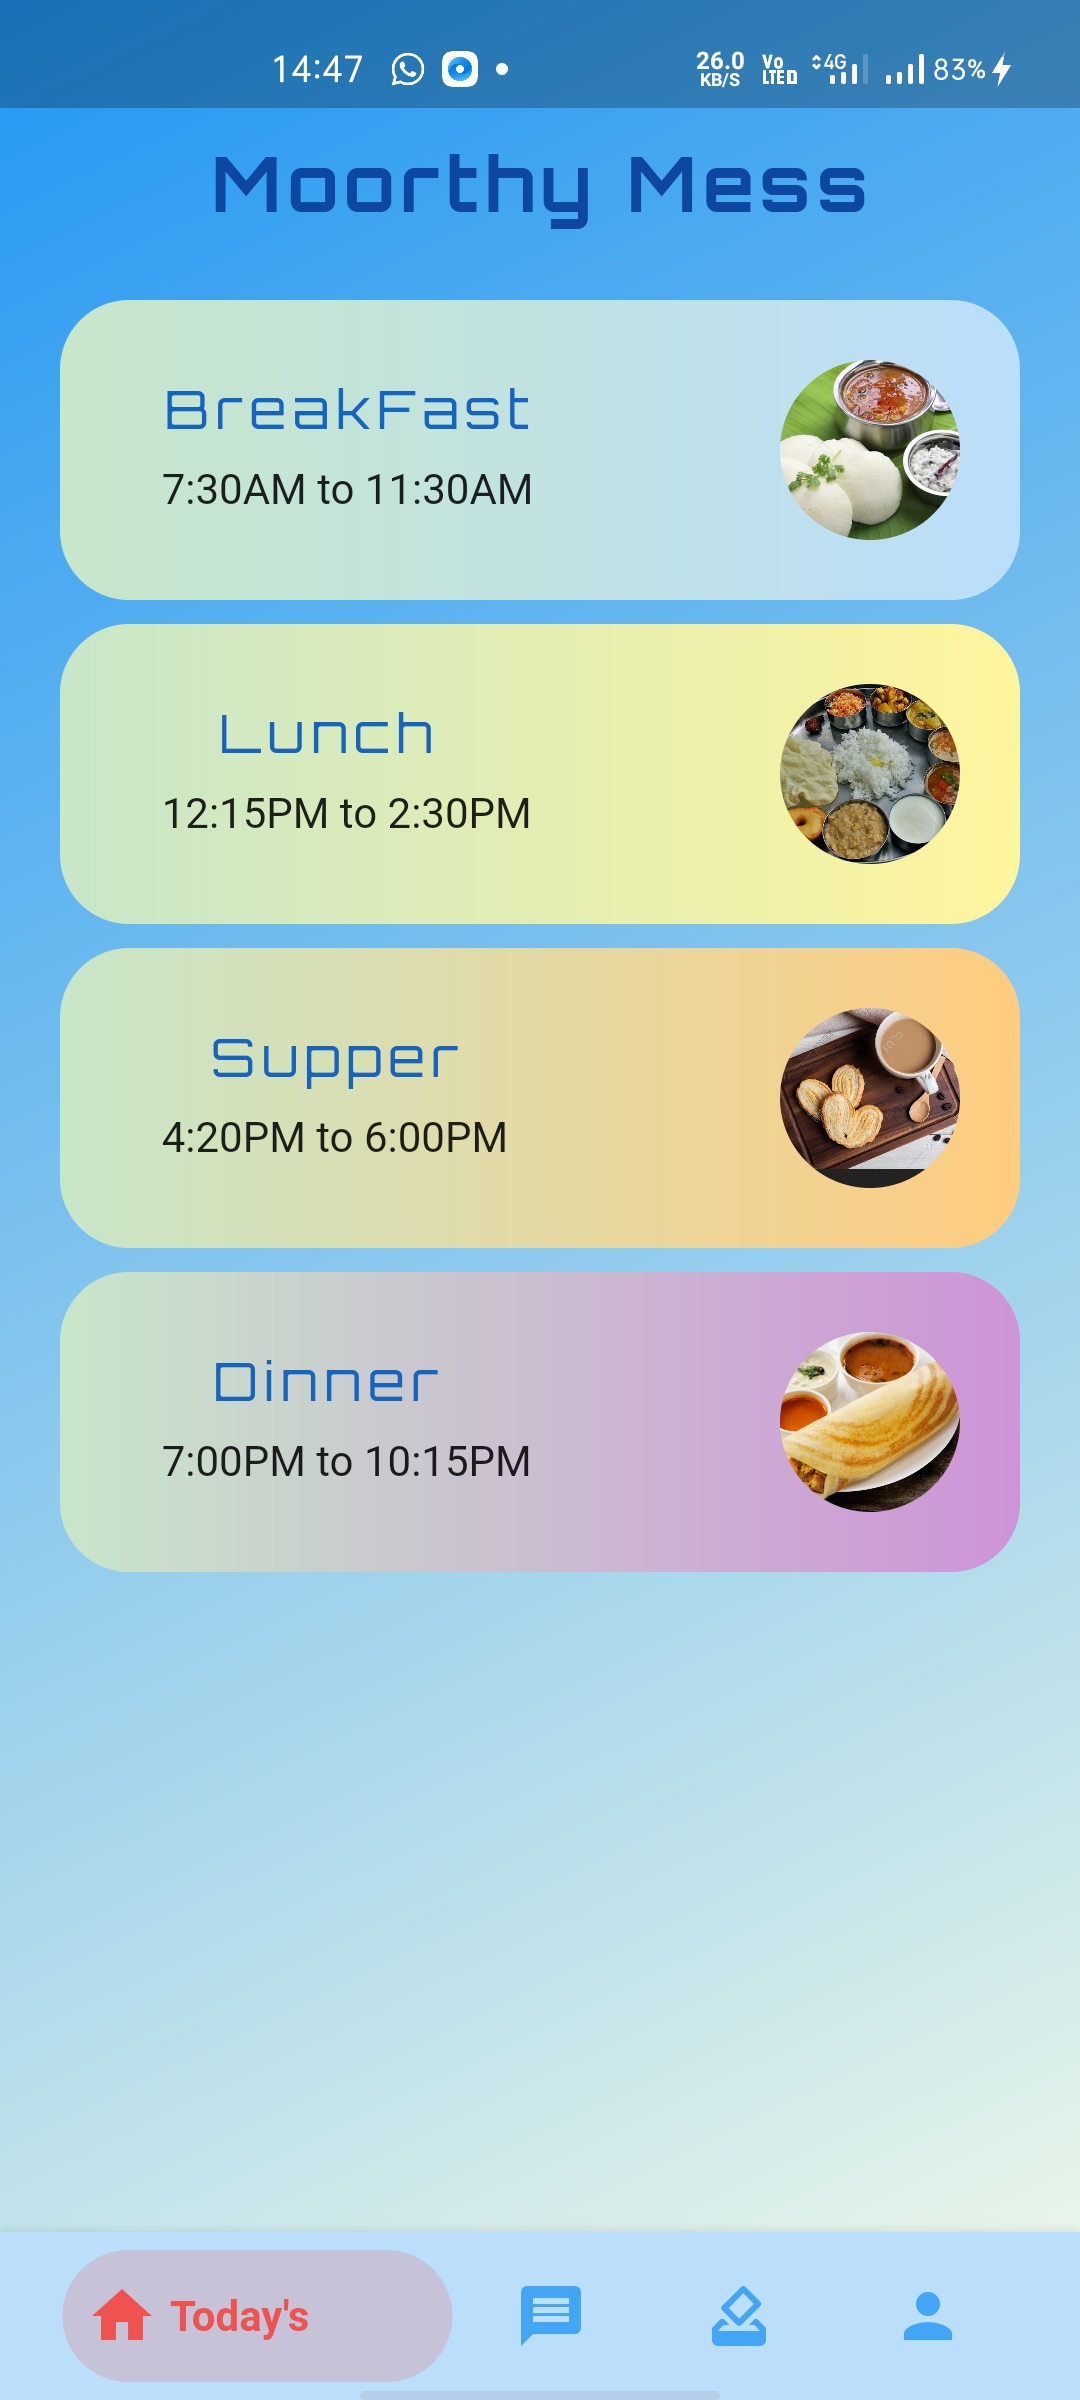 14:47
26.0
KB/S
Vo
LTE
4G
83%
Moorthy Mess
BreakFast
7:30AM to 11:30AM
Lunch
12:15PM to 2:30PM
Supper
4:20PM to 6:00PM
Dinner
7:00PM to 10:15PM
Today's